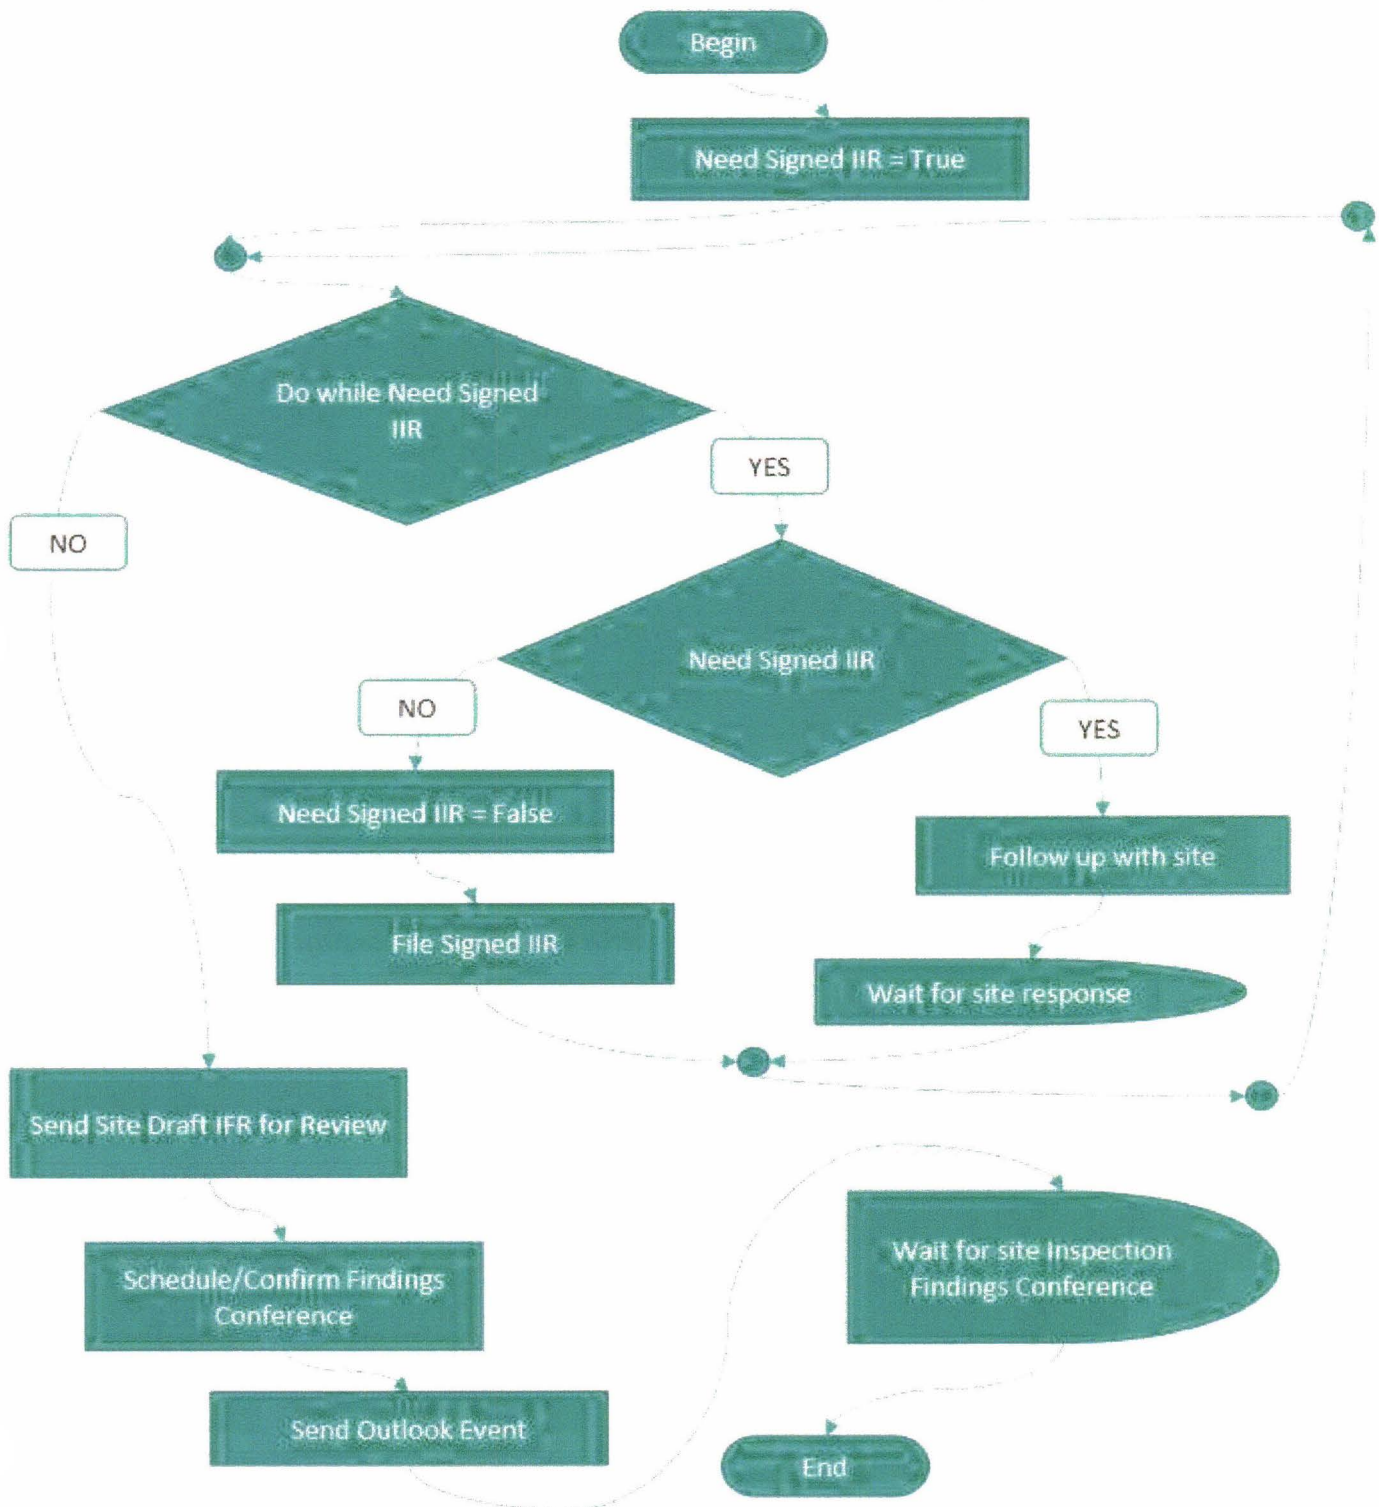 Begin
Need Signed IIR = True
Do while Need Signed
IIR
YES
NO
Need Signed IIR
NO
YES
Need Signed IIR = False
Follow up with site
File Signed IIR
Wait for site response
Send Site Draft IFR for Review
Wait for site Inspection
Findings Conference
Schedule/Confirm Findings
Conference
Send Outlook Event
End